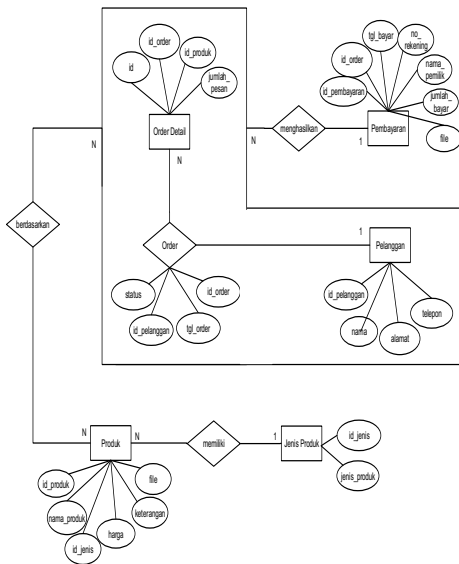 id_order
id_produk
id
jumlah_
pesan
Order Detail
tgl_bayar
no_
rekening
id_order
nama_
pemilik
id_pembayaran
jumlah_
bayar
file
Pembayaran
menghasilkan
N
1
N
N
berdasarkan
Order
1
Pelanggan
status
id_order
id_pelanggan
tgl_order
id_pelanggan
telepon
nama
alamat
N
Produk
N
memiliki
1
Jenis Produk
id_jenis
jenis_produk
id_produk
file
nama_produk
keterangan
id_jenis
harga